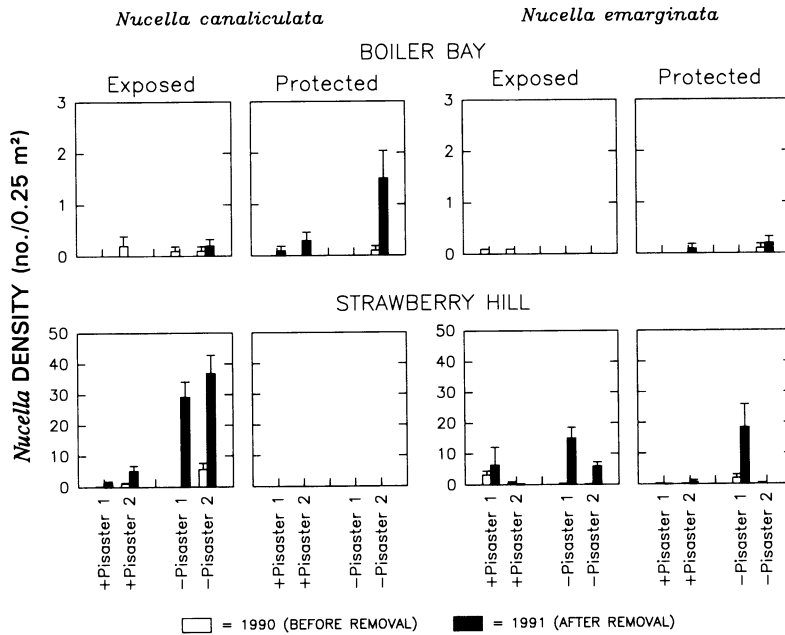 Nucella canaliculata
Nucella emarginata
BOILER BAY
Exposed
Protected
Exposed
Protected
Nucella DENSITY (no./0.25 m²)
3
2
1
0
3
2
1
0
STRAWBERRY HILL
50
40
30
20
10
0
50
40
30
20
10
0
+Pisaster 1
+Pisaster 2
−Pisaster 1
−Pisaster 2
+Pisaster 1
+Pisaster 2
−Pisaster 1
−Pisaster 2
+Pisaster 1
+Pisaster 2
−Pisaster 1
−Pisaster 2
+Pisaster 1
+Pisaster 2
−Pisaster 1
−Pisaster 2
= 1990 (BEFORE REMOVAL)
= 1991 (AFTER REMOVAL)